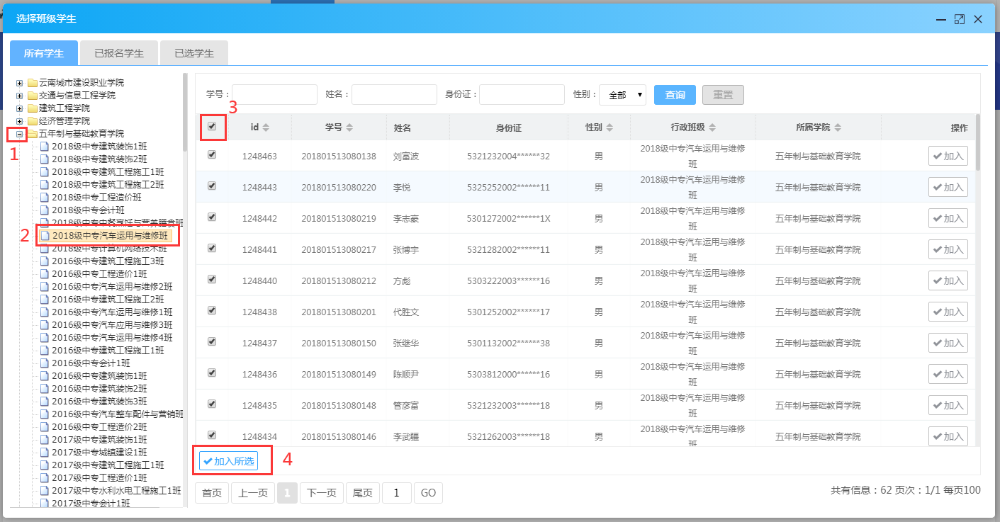 选择班级学生
所有学生 已报名学生 已选学生
云南城市建设职业学院
交通与信息工程学院
建筑工程学院
经济管理学院
五年制与基础教育学院
1
2018级中专建筑装饰1班
2018级中专建筑装饰2班
2018级中专建筑工程施工1班
2018级中专建筑工程施工2班
2018级中专工程造价班
2018级中专会计班
2018级中专中餐烹饪与营养膳食班
2
2018级中专汽车运用与维修班
2018级中专计算机网络技术班
2016级中专建筑工程施工3班
2016级中专工程造价1班
2016级中专汽车运用与维修2班
2016级中专建筑工程施工2班
2016级中专汽车运用与维修1班
2016级中专汽车应用与维修3班
2016级中专汽车运用与维修4班
2016级中专建筑工程施工1班
2016级中专会计1班
2016级中专建筑装饰1班
2016级中专建筑装饰2班
2016级中专建筑装饰3班
2016级中专汽车整车配件与营销班
2016级中专工程造价2班
2017级中专建筑装饰1班
2017级中专城镇建设1班
2017级中专建筑工程施工1班
2017级中专工程造价1班
2017级中专水利水电工程施工1班
2017级中专会计1班
学号： 姓名： 身份证： 性别： 全部 查询 重置
3
id 学号 姓名 身份证 性别 行政班级 所属学院 操作
1248463 201801513080138 刘富波 5321232004******32 男 2018级中专汽车运用与维修 五年制与基础教育学院 加入
班
1248443 201801513080220 李悦 5325252002******11 男 2018级中专汽车运用与维修 五年制与基础教育学院 加入
班
1248442 201801513080219 李志豪 5301272002******1X 男 2018级中专汽车运用与维修 五年制与基础教育学院 加入
班
1248441 201801513080217 张博宇 5321282002******11 男 2018级中专汽车运用与维修 五年制与基础教育学院 加入
班
1248440 201801513080212 方彪 5303222003******16 男 2018级中专汽车运用与维修 五年制与基础教育学院 加入
班
1248438 201801513080201 代胜文 5301252002******17 男 2018级中专汽车运用与维修 五年制与基础教育学院 加入
班
1248437 201801513080150 张继华 5301132002******38 男 2018级中专汽车运用与维修 五年制与基础教育学院 加入
班
1248436 201801513080149 陈顺尹 5303812000******16 男 2018级中专汽车运用与维修 五年制与基础教育学院 加入
班
1248435 201801513080148 管彦富 5321232003******18 男 2018级中专汽车运用与维修 五年制与基础教育学院 加入
班
1248434 201801513080146 李武疆 5321262003******18 男 2018级中专汽车运用与维修 五年制与基础教育学院 加入
班
加入所选 4
首页 上一页 1 下一页 尾页 1 GO
共有信息：62 页次：1/1 每页100